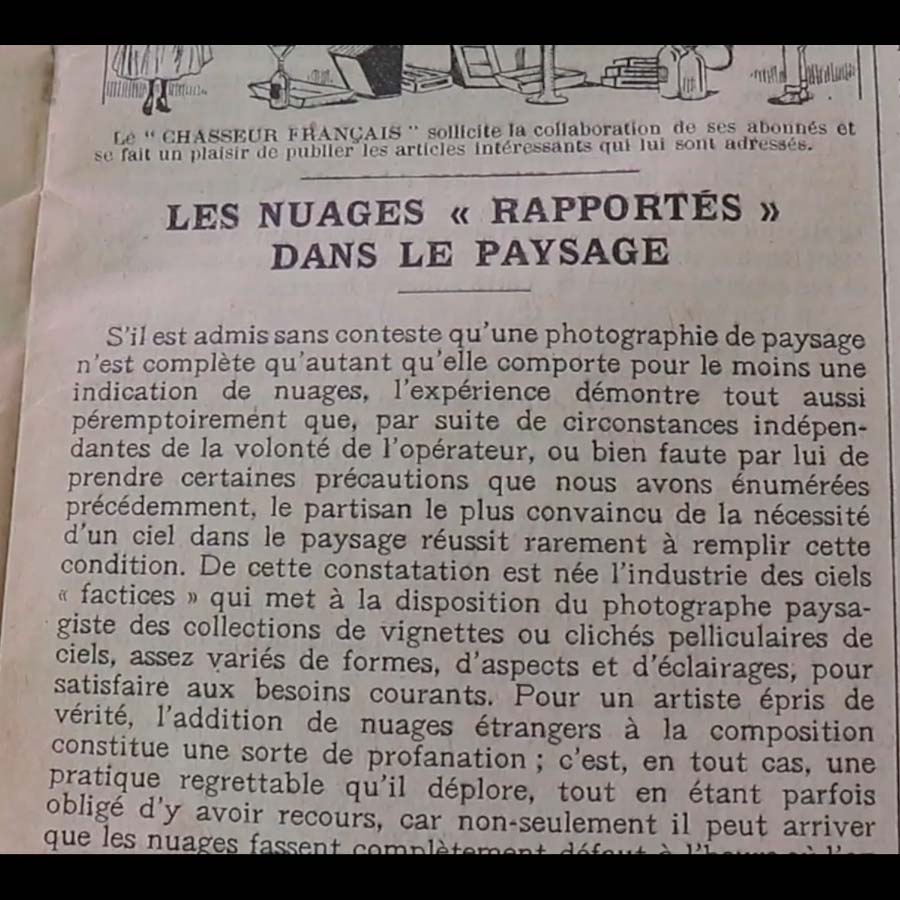 Le “ CHASSEUR FRANÇAIS ” sollicite la collaboration de ses abonnés et
se fait un plaisir de publier les articles intéressants qui lui sont adressés.
LES NUAGES « RAPPORTÉS »
DANS LE PAYSAGE
S'il est admis sans conteste qu'une photographie de paysage
n'est complète qu'autant qu'elle comporte pour le moins une
indication de nuages, l'expérience démontre tout aussi
péremptoirement que, par suite de circonstances indépen-
dantes de la volonté de l'opérateur, ou bien faute par lui de
prendre certaines précautions que nous avons énumérées
précédemment, le partisan le plus convaincu de la nécessité
d'un ciel dans le paysage réussit rarement à remplir cette
condition. De cette constatation est née l'industrie des ciels
« factices » qui met à la disposition du photographe paysa-
giste des collections de vignettes ou clichés pelliculaires de
ciels, assez variés de formes, d'aspects et d'éclairages, pour
satisfaire aux besoins courants. Pour un artiste épris de
vérité, l'addition de nuages étrangers à la composition
constitue une sorte de profanation ; c'est, en tout cas, une
pratique regrettable qu'il déplore, tout en étant parfois
obligé d'y avoir recours, car non-seulement il peut arriver
que les nuages fassent complètement défaut à l'heure où